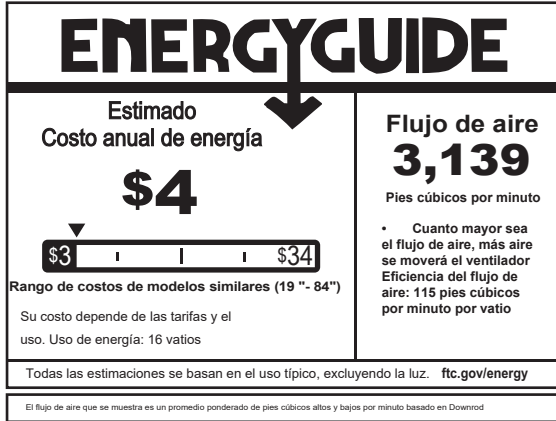 ENERGYGUIDE
Estimado
Costo anual de energía
$4
$3 $34
Rango de costos de modelos similares (19 "- 84")
Su costo depende de las tarifas y el
uso. Uso de energía: 16 vatios
Flujo de aire
3,139
Pies cúbicos por minuto
• Cuanto mayor sea
el flujo de aire, más aire
se moverá el ventilador
Eficiencia del flujo de
aire: 115 pies cúbicos
por minuto por vatio
Todas las estimaciones se basan en el uso típico, excluyendo la luz. ftc.gov/energy
El flujo de aire que se muestra es un promedio ponderado de pies cúbicos altos y bajos por minuto basado en Downrod